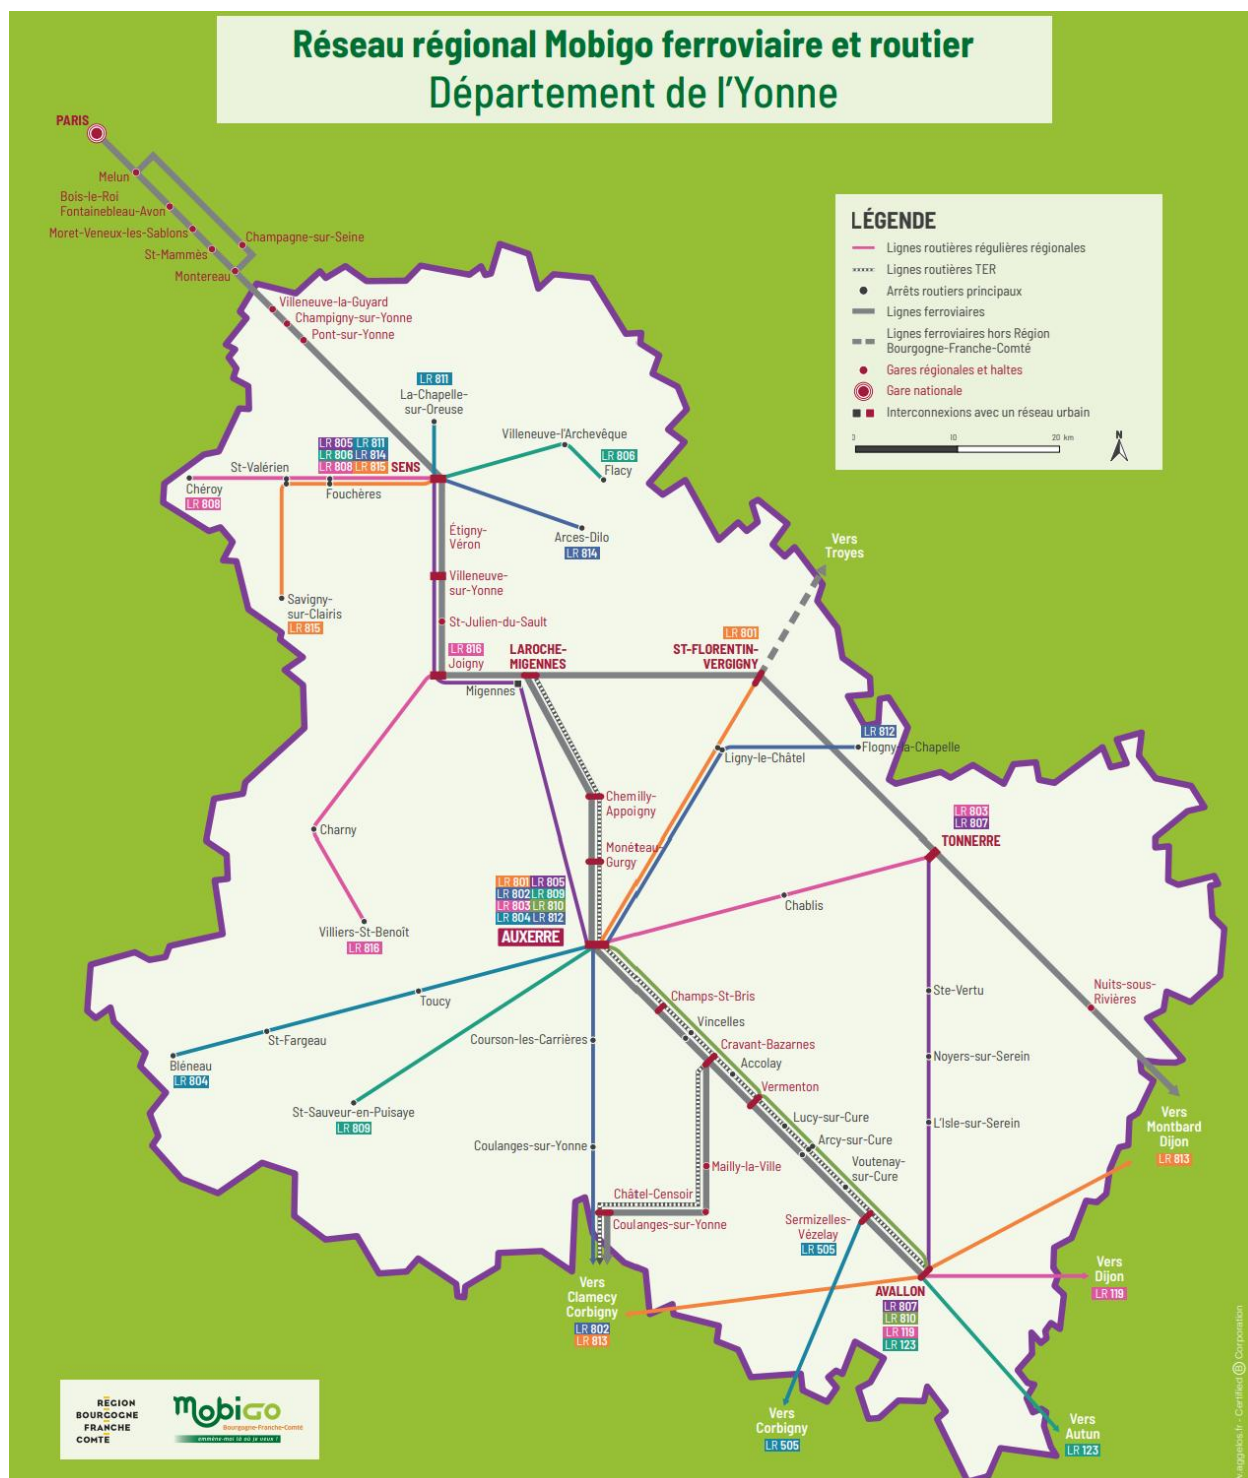 Réseau régional Mobigo ferroviaire et routier
Département de l'Yonne
PARIS
Melun
Bois-le-Roi
Fontainebleau-Avon
Moret-Veneux-les-Sablons
St-Mammès
Montereau
Champagne-sur-Seine
Villeneuve-la-Guyard
Champigny-sur-Yonne
Pont-sur-Yonne
LÉGENDE
Lignes routières régulières régionales
Lignes routières TER
Arrêts routiers principaux
Lignes ferroviaires
Lignes ferroviaires hors Région
Bourgogne-Franche-Comté
Gares régionales et haltes
Gare nationale
Interconnexions avec un réseau urbain
0 10 20 km
N
LR 811
La-Chapelle-
sur-Oreuse
LR 805 LR 811
LR 806 LR 814
LR 808 LR 815 SENS
Villeneuve-l'Archevêque
LR 806
Flacy
St-Valérien
Chéroy
LR 808
Fouchères
Arces-Dilo
LR 814
Étigny-
Véron
Villeneuve-
sur-Yonne
Savigny-
sur-Clairis
LR 815
St-Julien-du-Sault
Vers
Troyes
LR 816
Joigny
LAROCHE-
MIGENNES
LR 801
ST-FLORENTIN-
VERGIGNY
Migennes
LR 812
Flogny-la-Chapelle
Ligny-le-Châtel
Chemilly-
Appoigny
Monéteau-
Gurgy
Charny
Villiers-St-Benoît
LR 816
LR 803
LR 807
TONNERRE
LR 801 LR 805
LR 802 LR 809
LR 803 LR 810
LR 804 LR 812
AUXERRE
Chablis
Toucy
St-Fargeau
Bléneau
LR 804
St-Sauveur-en-Puisaye
LR 809
Courson-les-Carrières
Coulanges-sur-Yonne
Champs-St-Bris
Vincelles
Cravant-Bazarnes
Accolay
Vermenton
Lucy-sur-Cure
Arcy-sur-Cure
Voutenay-
sur-Cure
Mailly-la-Ville
Châtel-Censoir
Coulanges-sur-Yonne
Sermizelles-
Vézelay
LR 505
Ste-Vertu
Noyers-sur-Serein
L'Isle-sur-Serein
Nuits-sous-
Rivières
Vers
Montbard
Dijon
LR 813
Vers
Clamecy
Corbigny
LR 802
LR 813
AVALLON
LR 807
LR 810
LR 119
LR 123
Vers
Dijon
LR 119
Vers
Corbigny
LR 505
Vers
Autun
LR 123
RÉGION
BOURGOGNE
FRANCHE
COMTÉ
mobiGO
Bourgogne-Franche-Comté
emmène-moi là où je veux !
aggelos.fr - Certified B Corporation